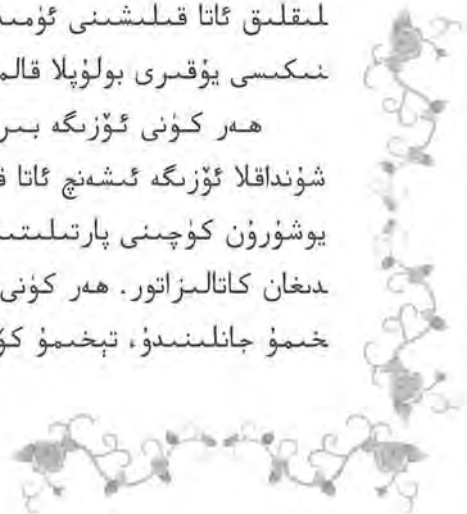 لىقلىق ئاتا قىلىشىنى
نىكىسى يۇقىرى بولۇپلا
ھەر كۈنى ئۆزىگە
شۇنداقلا ئۆزىگە ئىشەنچ ئاتا
يوشۇرۇن كۈچىنى
دىغان كاتالىزاتور. ھەر كۈنى
خىمۇ جانلىنىدۇ، تېخىمۇ